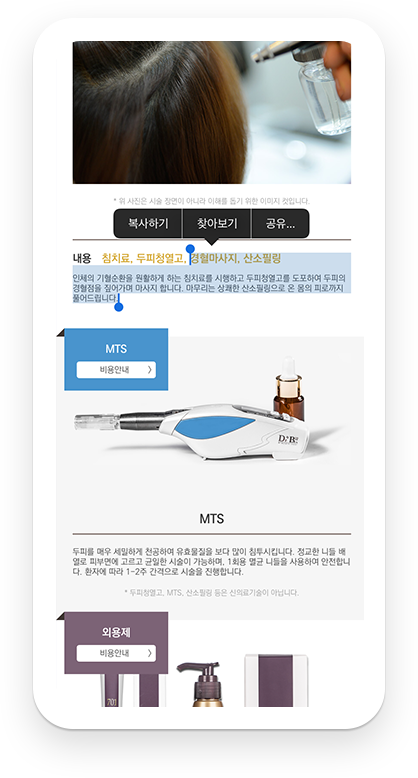 * 위 사진은 시술 장면이 아니라 이해를 돕기 위한 이미지 컷입니다.
복사하기 찾아보기 공유...
내용 침치료, 두피청열고, 경혈마사지, 산소필링
인체의 기혈순환을 원활하게 하는 침치료를 시행하고 두피청열고를 도포하여 두피의
경혈점을 짚어가며 마사지 합니다. 마무리는 상쾌한 산소필링으로 온 몸의 피로까지
풀어드립니다.
MTS
비용안내
D.°B®
MTS
두피를 매우 세밀하게 천공하여 유효물질을 보다 많이 침투시킵니다. 정교한 니들 배
열로 피부면에 고르고 균일한 시술이 가능하며, 1회용 멸균 니들을 사용하여 안전합니
다. 환자에 따라 1-2주 간격으로 시술을 진행합니다.
* 두피청열고, MTS, 산소필링 등은 신의료기술이 아닙니다.
외용제
비용안내
701